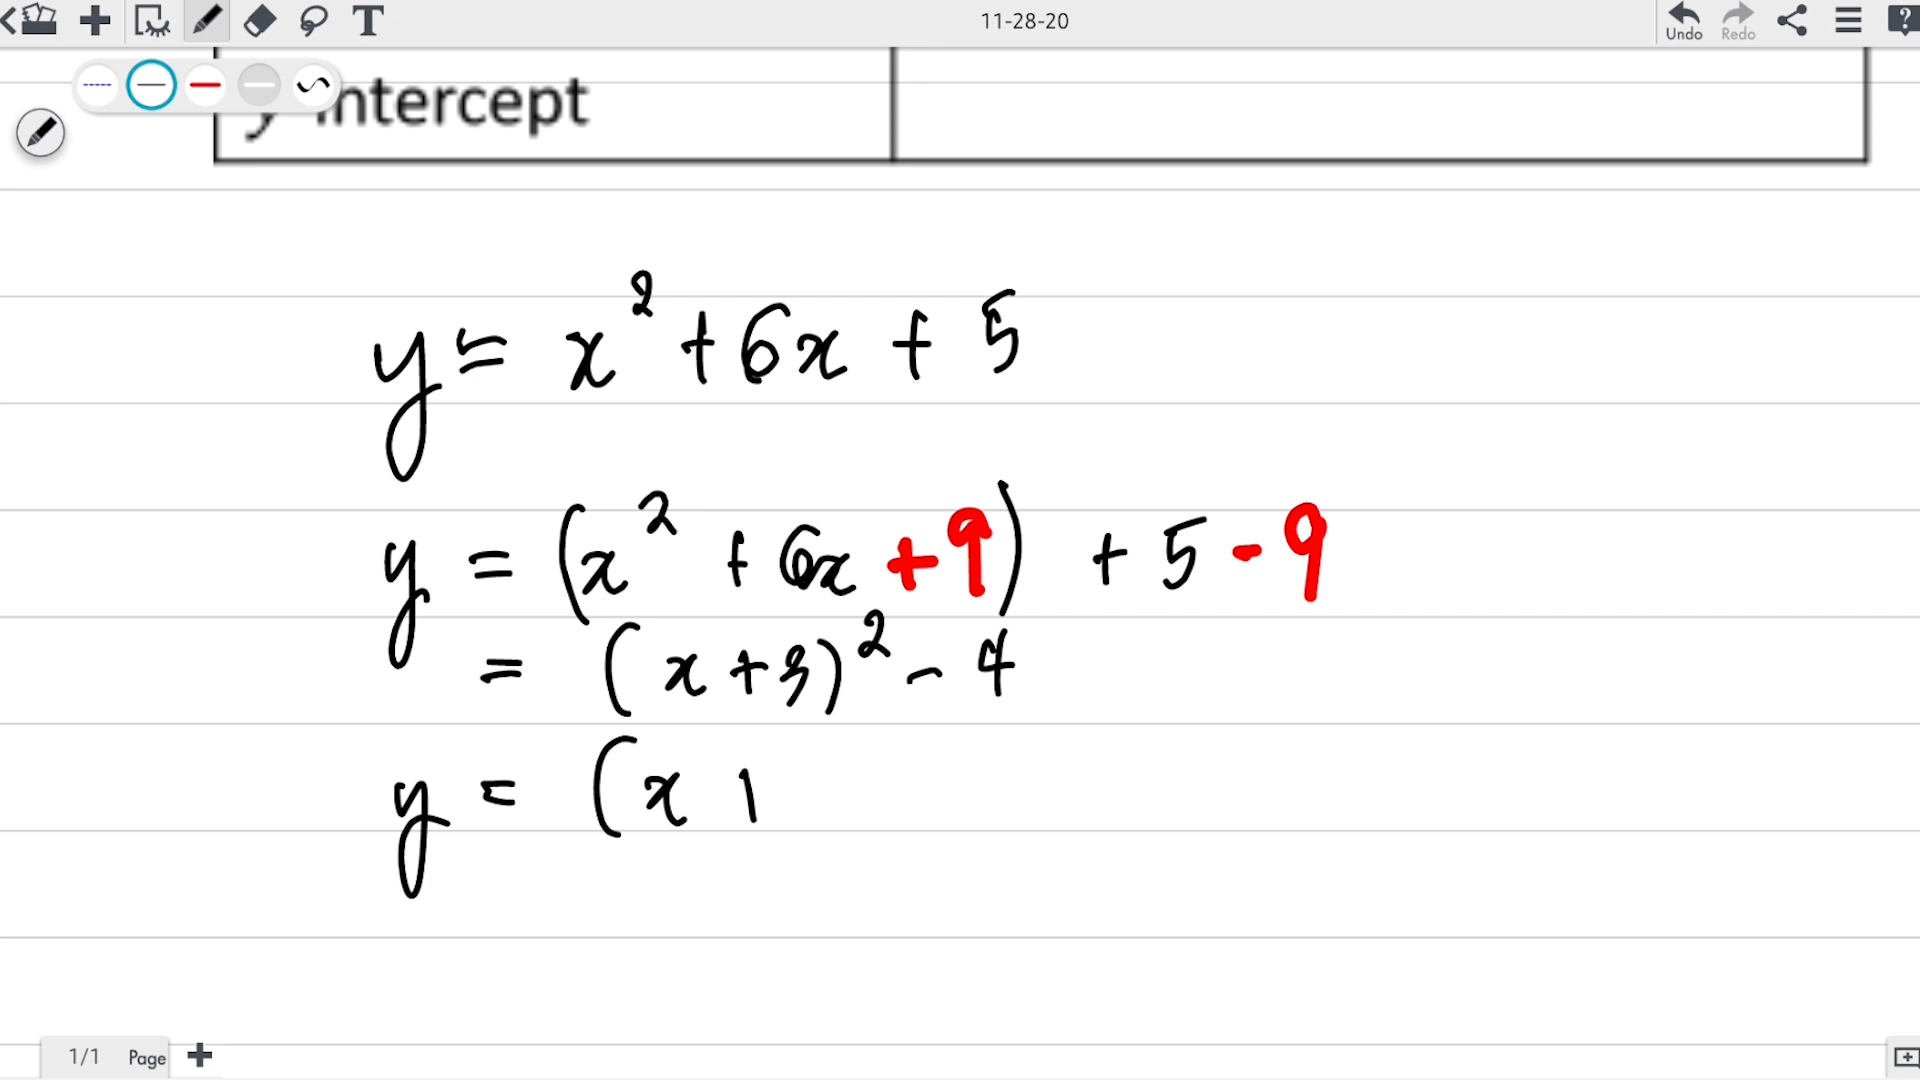 11-28-20
Undo
Redo
T
?
y-intercept
y = x² + 6x + 5
y = (x² + 6x + 9) + 5 - 9
= (x + 3)² - 4
y = (x
1/1 Page